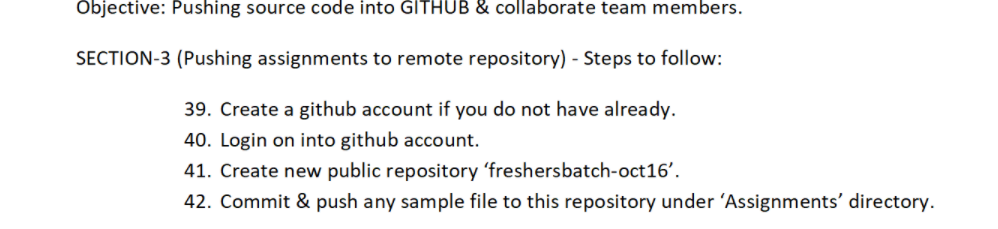 Objective: Pushing source code into GITHUB & collaborate team members.
SECTION-3 (Pushing assignments to remote repository) - Steps to follow:
39. Create a github account if you do not have already.
40. Login on into github account.
41. Create new public repository ‘freshersbatch-oct16’.
42. Commit & push any sample file to this repository under ‘Assignments’ directory.